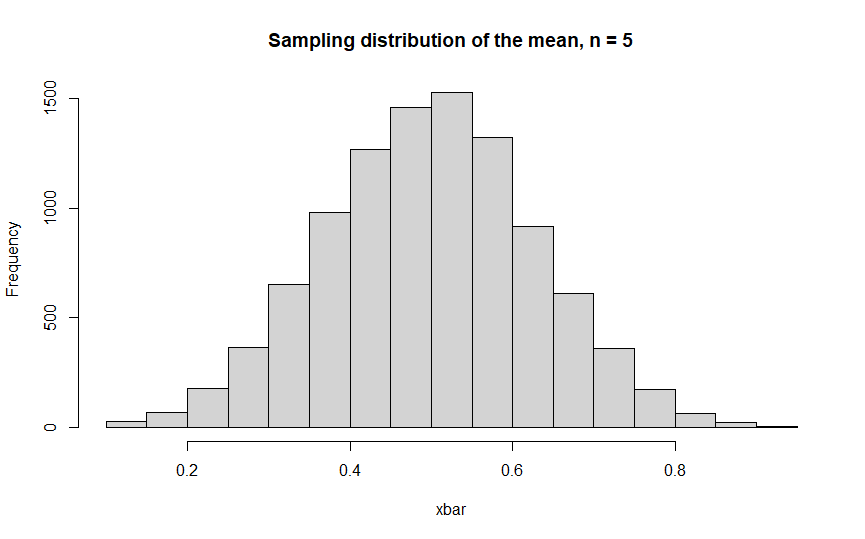 Sampling distribution of the mean, n = 5
Frequency
1500
1000
500
0
0.2 0.4 0.6 0.8
xbar